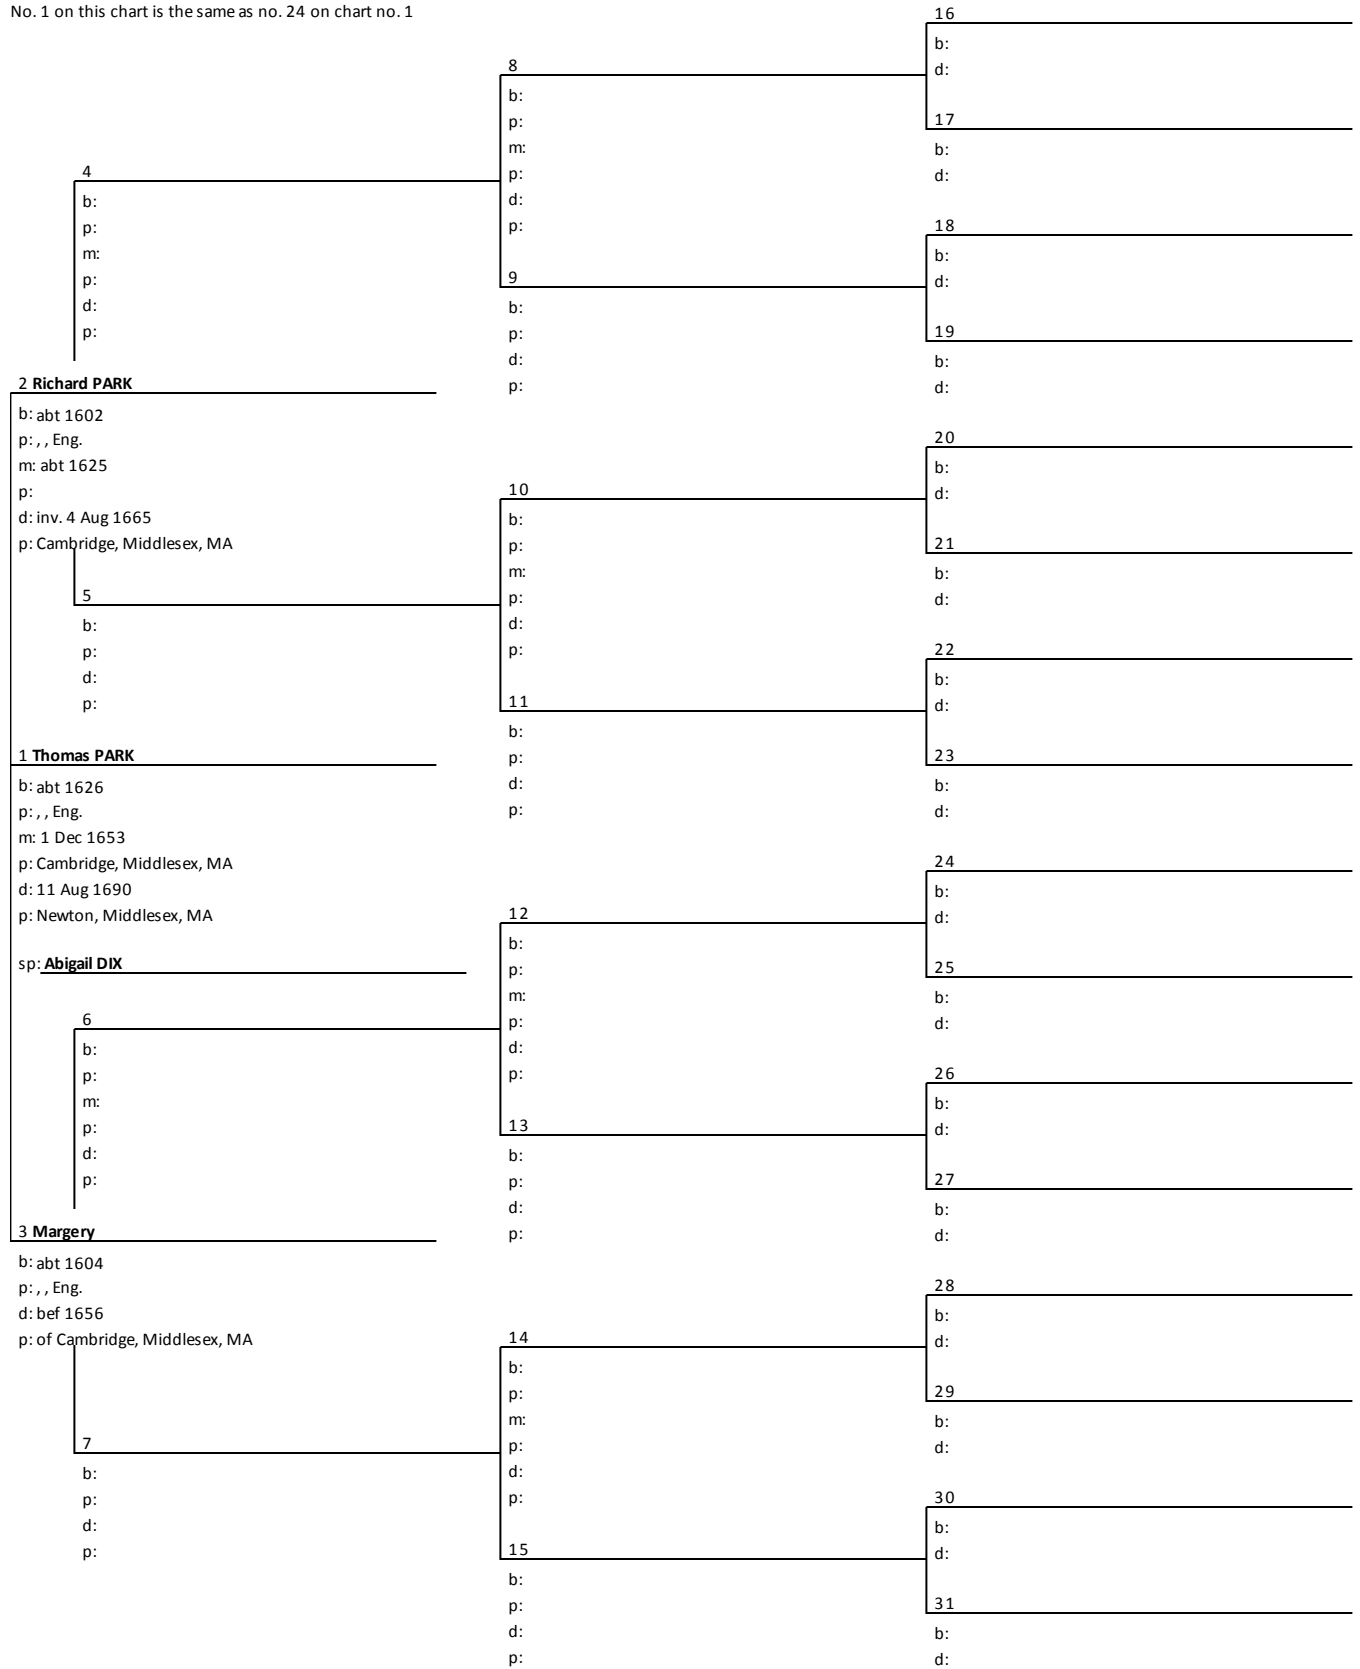 No. 1 on this chart is the same as no. 24 on chart no. 1
16
b:
d:
8
b:
p:
m:
p:
d:
p:
17
b:
d:
4
b:
p:
m:
p:
d:
p:
18
b:
d:
9
b:
p:
d:
p:
19
b:
d:
2 Richard PARK
b: abt 1602
p: , , Eng.
m: abt 1625
p:
d: inv. 4 Aug 1665
p: Cambridge, Middlesex, MA
20
b:
d:
10
b:
p:
m:
p:
d:
p:
21
b:
d:
5
b:
p:
d:
p:
22
b:
d:
11
b:
p:
d:
p:
23
b:
d:
1 Thomas PARK
b: abt 1626
p: , , Eng.
m: 1 Dec 1653
p: Cambridge, Middlesex, MA
d: 11 Aug 1690
p: Newton, Middlesex, MA
sp: Abigail DIX
24
b:
d:
12
b:
p:
m:
p:
d:
p:
25
b:
d:
6
b:
p:
m:
p:
d:
p:
26
b:
d:
13
b:
p:
d:
p:
27
b:
d:
3 Margery
b: abt 1604
p: , , Eng.
d: bef 1656
p: of Cambridge, Middlesex, MA
28
b:
d:
14
b:
p:
m:
p:
d:
p:
29
b:
d:
7
b:
p:
d:
p:
30
b:
d:
15
b:
p:
d:
p:
31
b:
d: